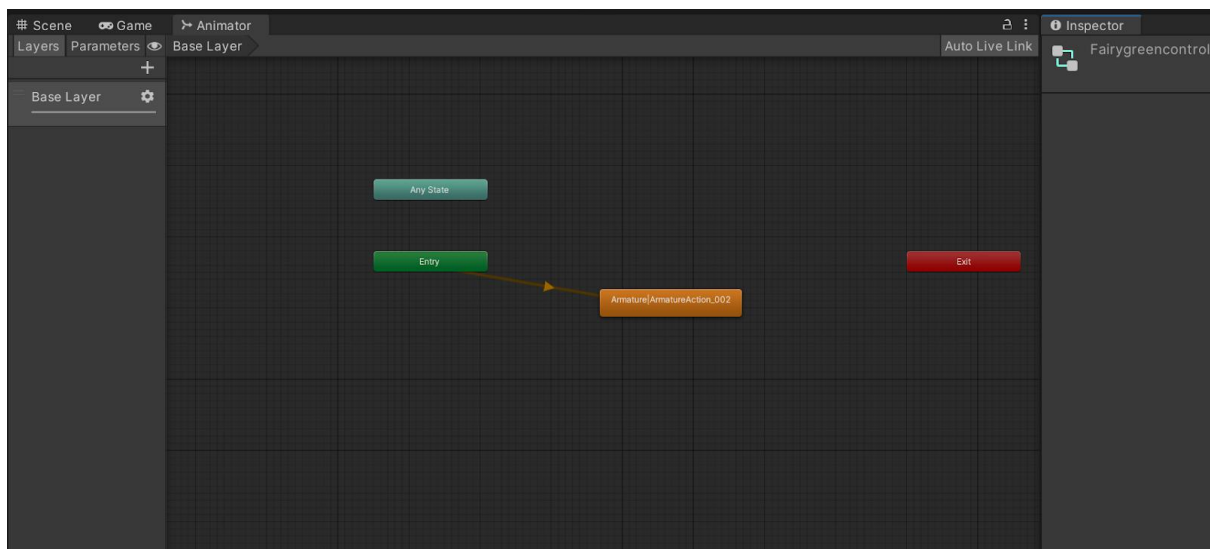 Scene Game Animator Inspector
Layers Parameters Base Layer Auto Live Link Fairygreencontrol
Base Layer
Any State
Entry Exit
Armature|ArmatureAction_002